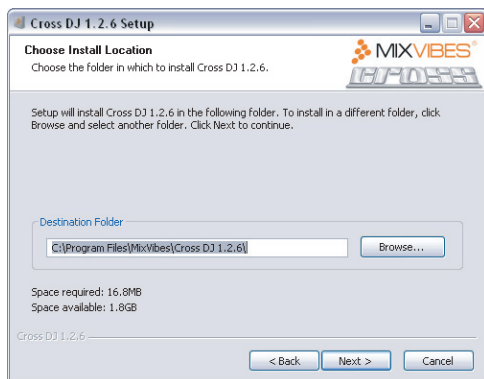 Cross DJ 1.2.6 Setup
Choose Install Location
Choose the folder in which to install Cross DJ 1.2.6.
MIXVIBES®
CROSS
Setup will install Cross DJ 1.2.6 in the following folder. To install in a different folder, click
Browse and select another folder. Click Next to continue.
Destination Folder
C:\Program Files\MixVibes\Cross DJ 1.2.6\
Browse...
Space required: 16.8MB
Space available: 1.8GB
Cross DJ 1.2.6
< Back
Next >
Cancel